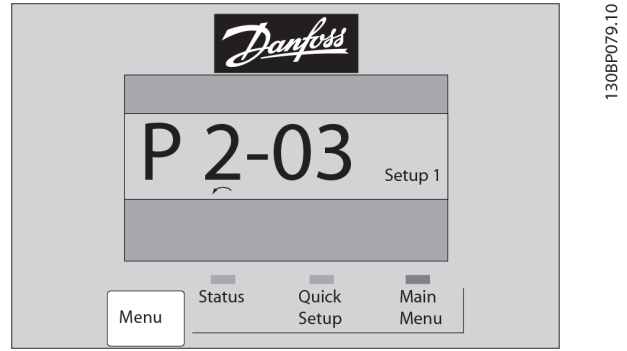 Danfoss
130BP079.10
P 2-03
Setup 1
Menu
Status
Quick
Setup
Main
Menu